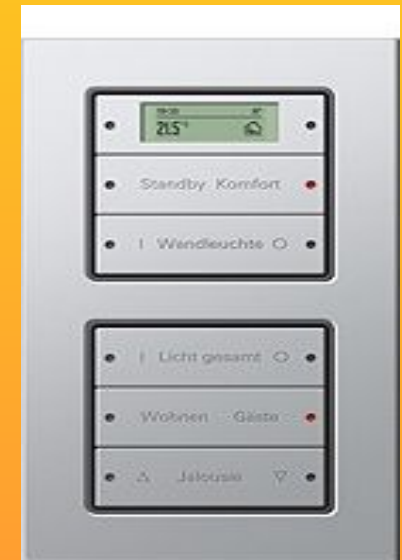 21.5°
Standby Komfort
I Wandleuchte O
I Licht gesamt O
Wohnen Gäste
△ Jalousie ▽